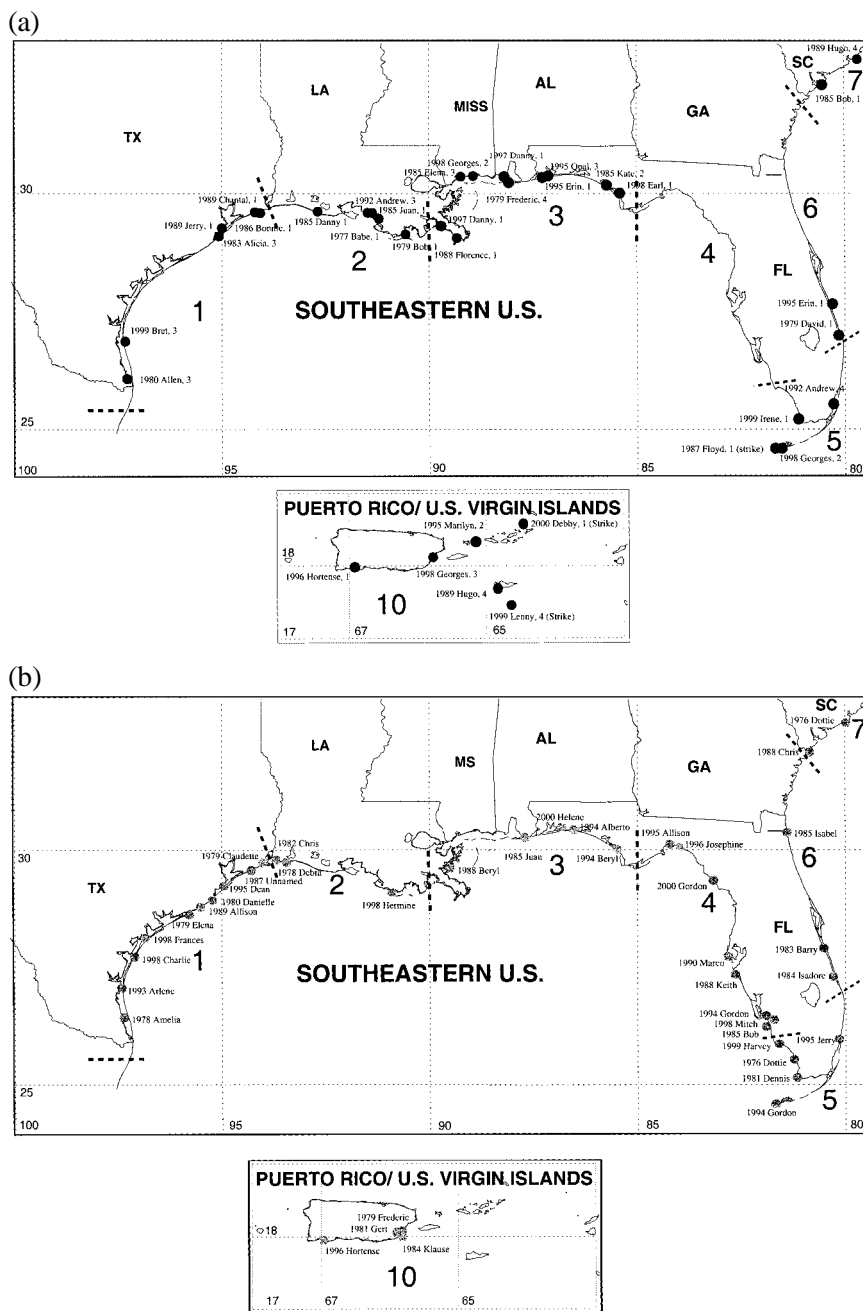 (a)
1989 Hugo, 4
SC
7
1985 Bob, 1
LA
AL
MISS
GA
TX
1998 Georges, 2
1997 Danny, 1
1985 Elena, 3
1995 Opal, 3
1985 Kate, 2
1995 Erin, 1
1998 Earl, 1
30
1989 Chantal, 1
1992 Andrew, 3
1979 Frederic, 4
3
6
1989 Jerry, 1
1986 Bonnie, 1
1985 Danny 1
1985 Juan, 1
1997 Danny, 1
1983 Alicia, 3
1977 Babe, 1
2
1979 Bob, 1
1988 Florence, 1
4
FL
1
SOUTHEASTERN U.S.
1995 Erin, 1
1979 David, 1
1999 Bret, 3
1980 Allen, 3
1992 Andrew, 4
1999 Irene, 1
25
5
1987 Floyd, 1 (strike)
1998 Georges, 2
100
95
90
85
80
PUERTO RICO/ U.S. VIRGIN ISLANDS
1995 Marilyn, 2
2000 Debby, 1 (Strike)
18
1996 Hortense, 1
1998 Georges, 3
1989 Hugo, 4
10
1999 Lenny, 4 (Strike)
17
67
65
(b)
SC
1976 Dottie
7
1988 Chris
LA
AL
MS
GA
TX
2000 Helene
1994 Alberto
1995 Allison
1985 Isabel
30
1979 Claudette
1982 Chris
1996 Josephine
6
1987 Unnamed
1978 Debra
2
1985 Juan
3
1994 Beryl
1988 Beryl
1995 Dean
1980 Danielle
1989 Allison
1998 Hermine
2000 Gordon
4
1979 Elena
1998 Frances
FL
1998 Charlie
1
1983 Barry
1990 Marco
1988 Keith
1984 Isadore
SOUTHEASTERN U.S.
1993 Arlene
1978 Amelia
1994 Gordon
1998 Mitch
1985 Bob
1999 Harvey
1995 Jerry
1976 Dottie
1981 Dennis
25
5
1994 Gordon
100
95
90
85
80
PUERTO RICO/ U.S. VIRGIN ISLANDS
1979 Frederic
1981 Gert
18
1996 Hortense
1984 Klause
10
17
67
65